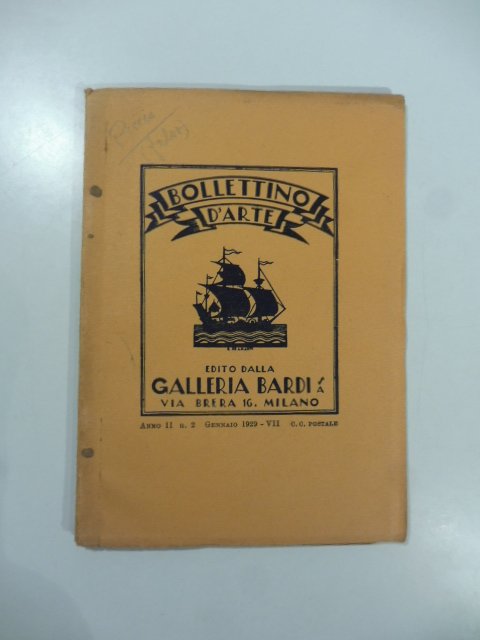 BOLLETTINO
D'ARTE
EDITO DALLA
GALLERIA BARDI S/A
VIA BRERA 16. MILANO
ANNO II N. 2 GENNAIO 1929 - VII C. C. POSTALE